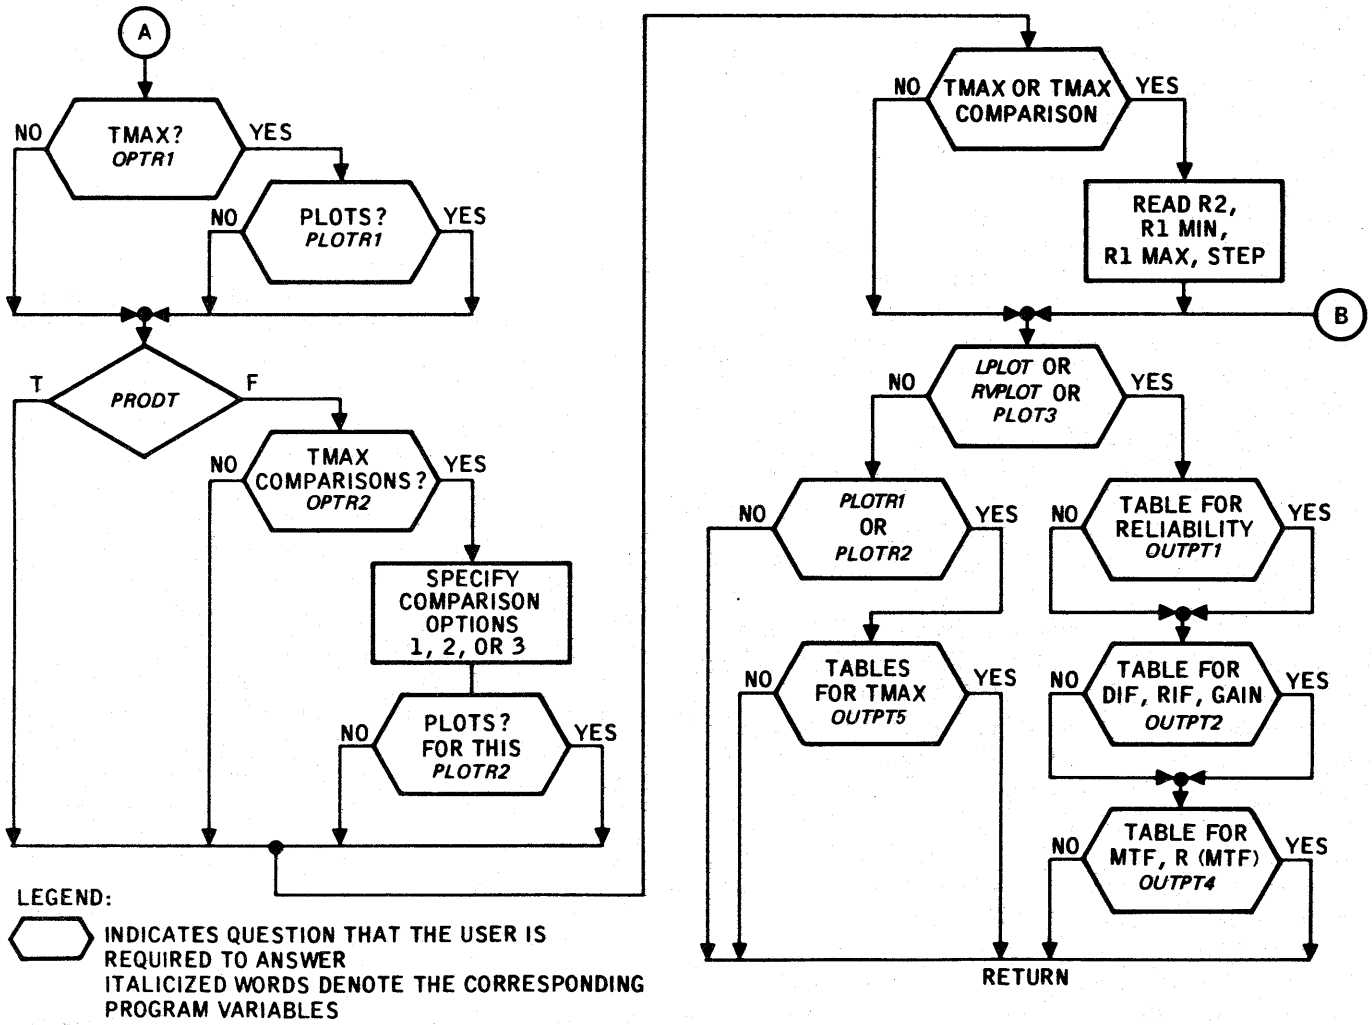 A
TMAX?
OPTR1
NO
YES
PLOTS?
PLOTR1
NO
YES
PRODT
T
F
TMAX
COMPARISONS?
OPTR2
NO
YES
SPECIFY
COMPARISON
OPTIONS
1, 2, OR 3
PLOTS?
FOR THIS
PLOTR2
NO
YES
LEGEND:
INDICATES QUESTION THAT THE USER IS
REQUIRED TO ANSWER
ITALICIZED WORDS DENOTE THE CORRESPONDING
PROGRAM VARIABLES
TMAX OR TMAX
COMPARISON
NO
YES
READ R2,
R1 MIN,
R1 MAX, STEP
B
LPLOT OR
RVPLOT OR
PLOT3
NO
YES
PLOTR1
OR
PLOTR2
NO
YES
TABLE FOR
RELIABILITY
OUTPT1
NO
YES
TABLES
FOR TMAX
OUTPT5
NO
YES
TABLE FOR
DIF, RIF, GAIN
OUTPT2
NO
YES
TABLE FOR
MTF, R (MTF)
OUTPT4
NO
YES
RETURN